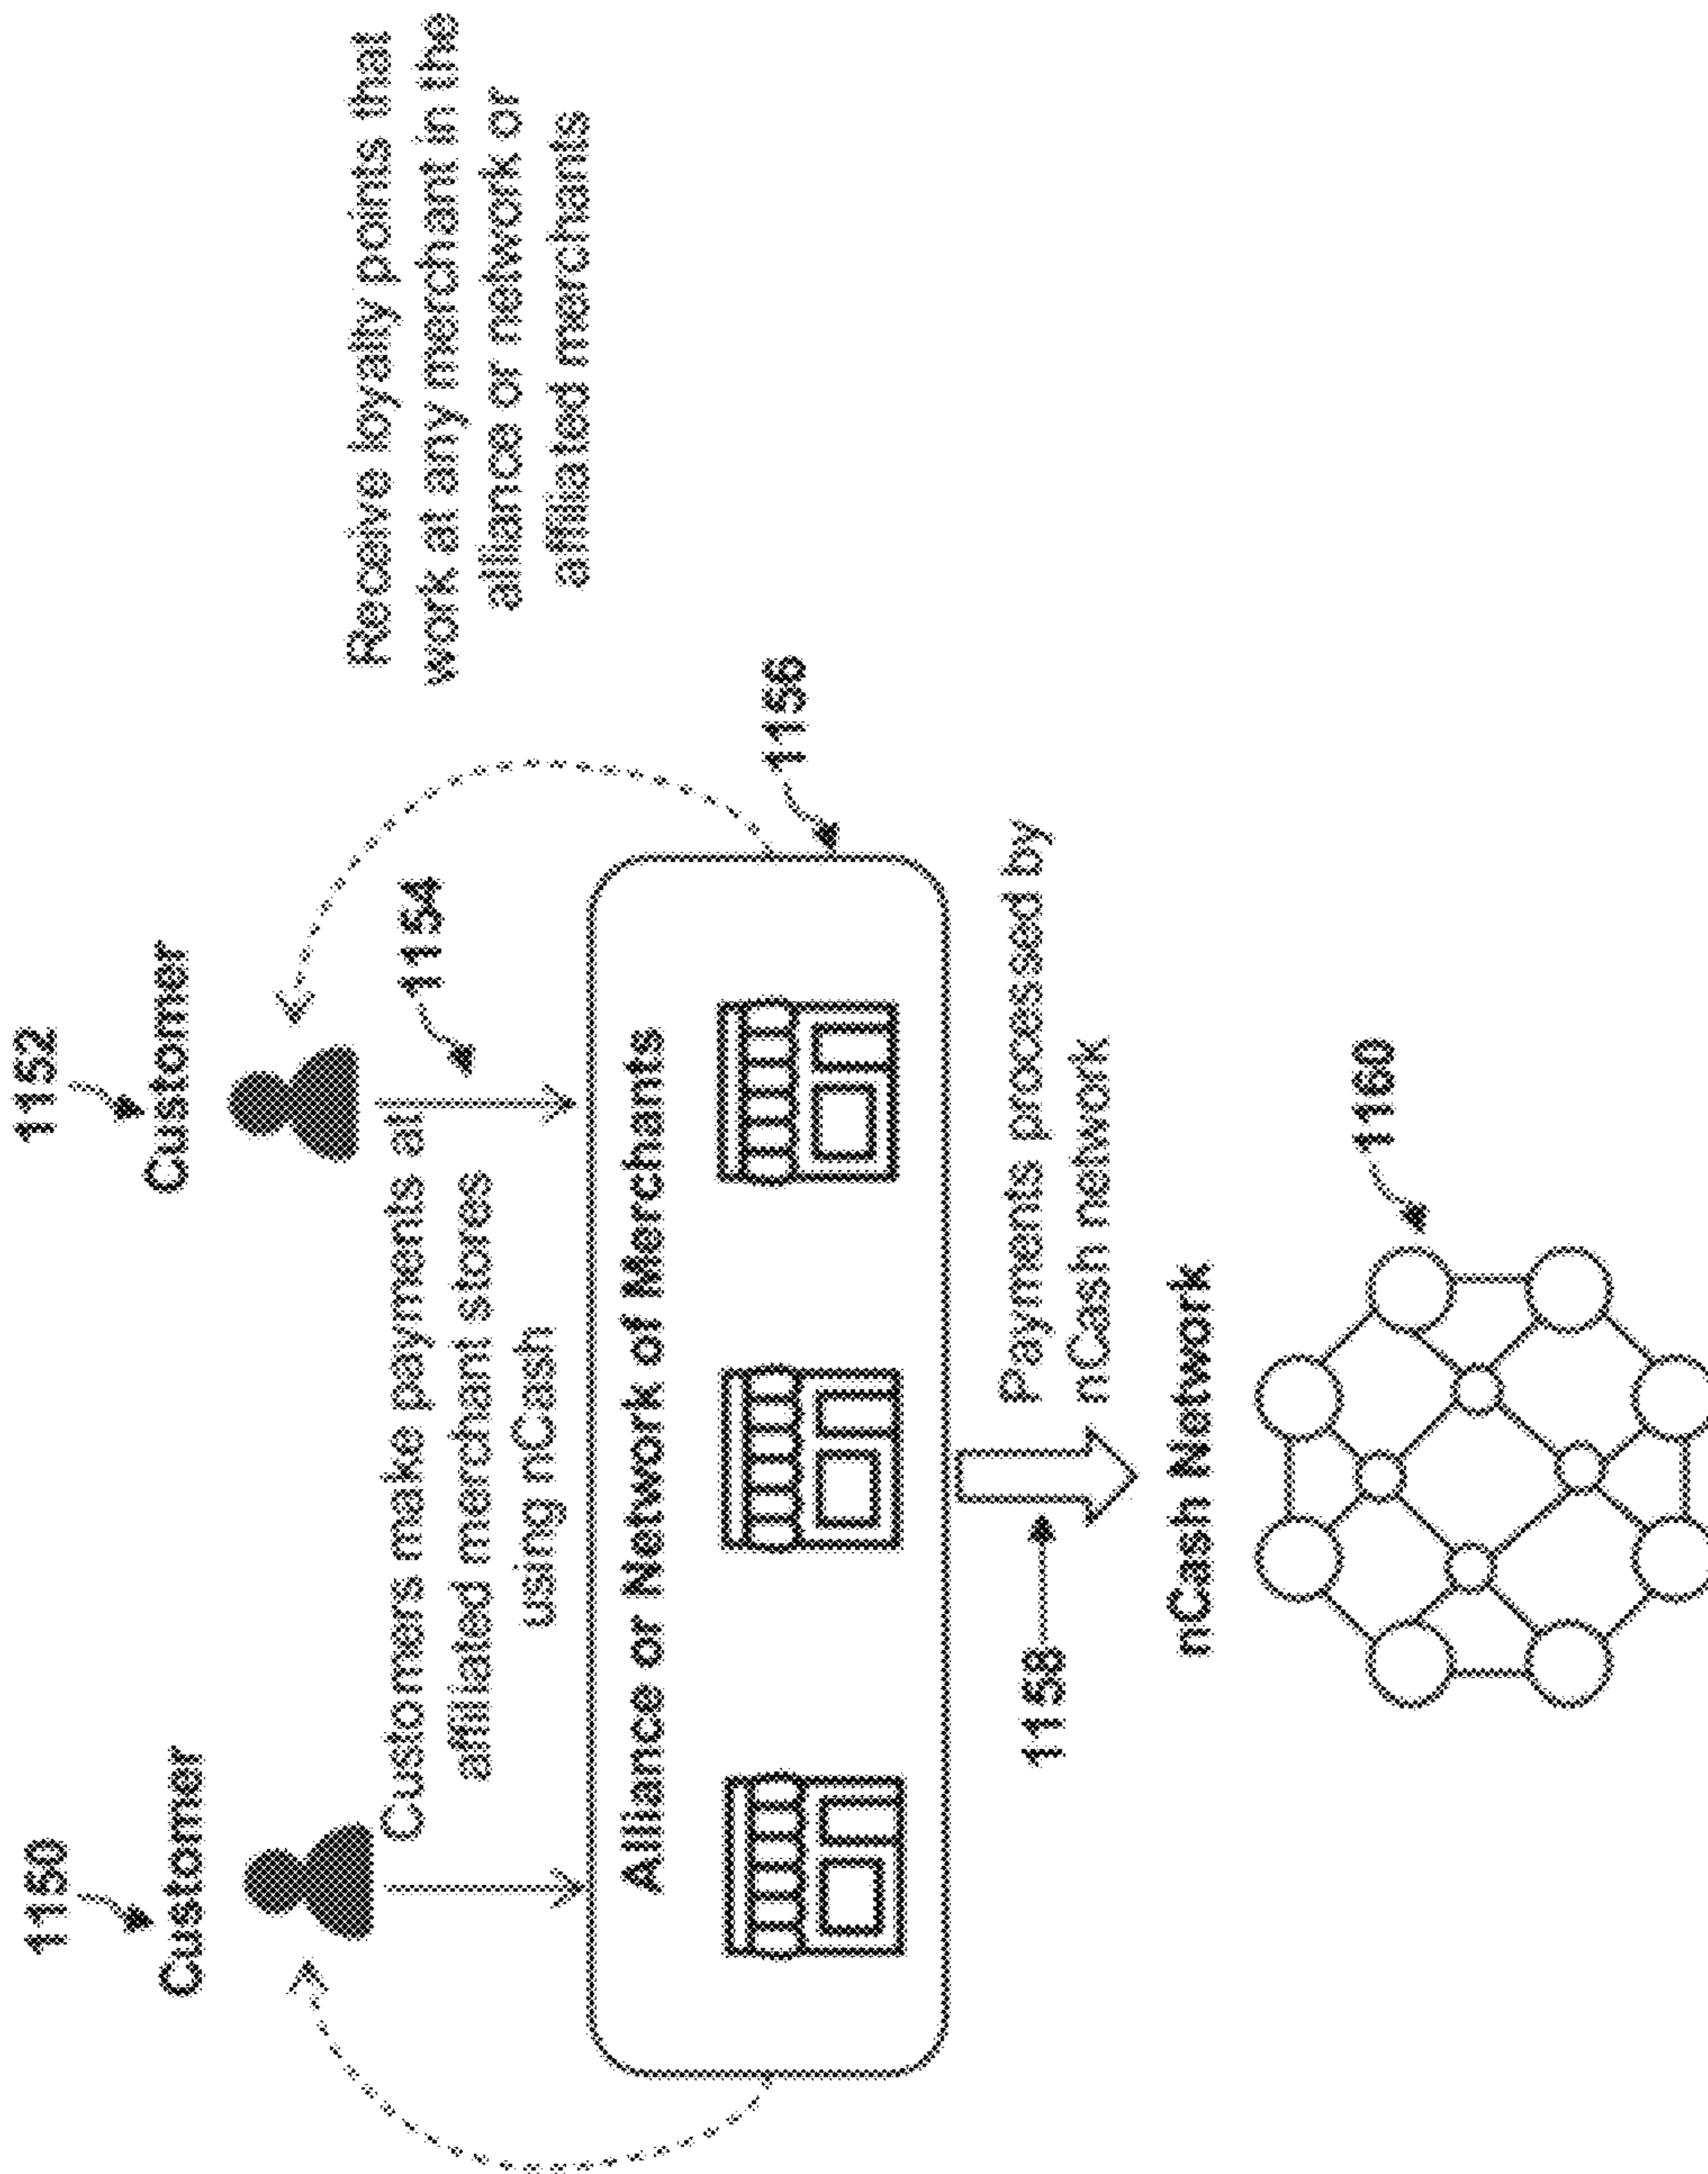 1150
Customer
1152
Customer
Customers make payments at
affiliated merchant stores
using nCash
1154
Receive loyalty points that
work at any merchant in the
alliance or network or
affiliated merchants
Alliance or Network of Merchants
1156
1158
Payments processed by
nCash network
nCash Network
1160